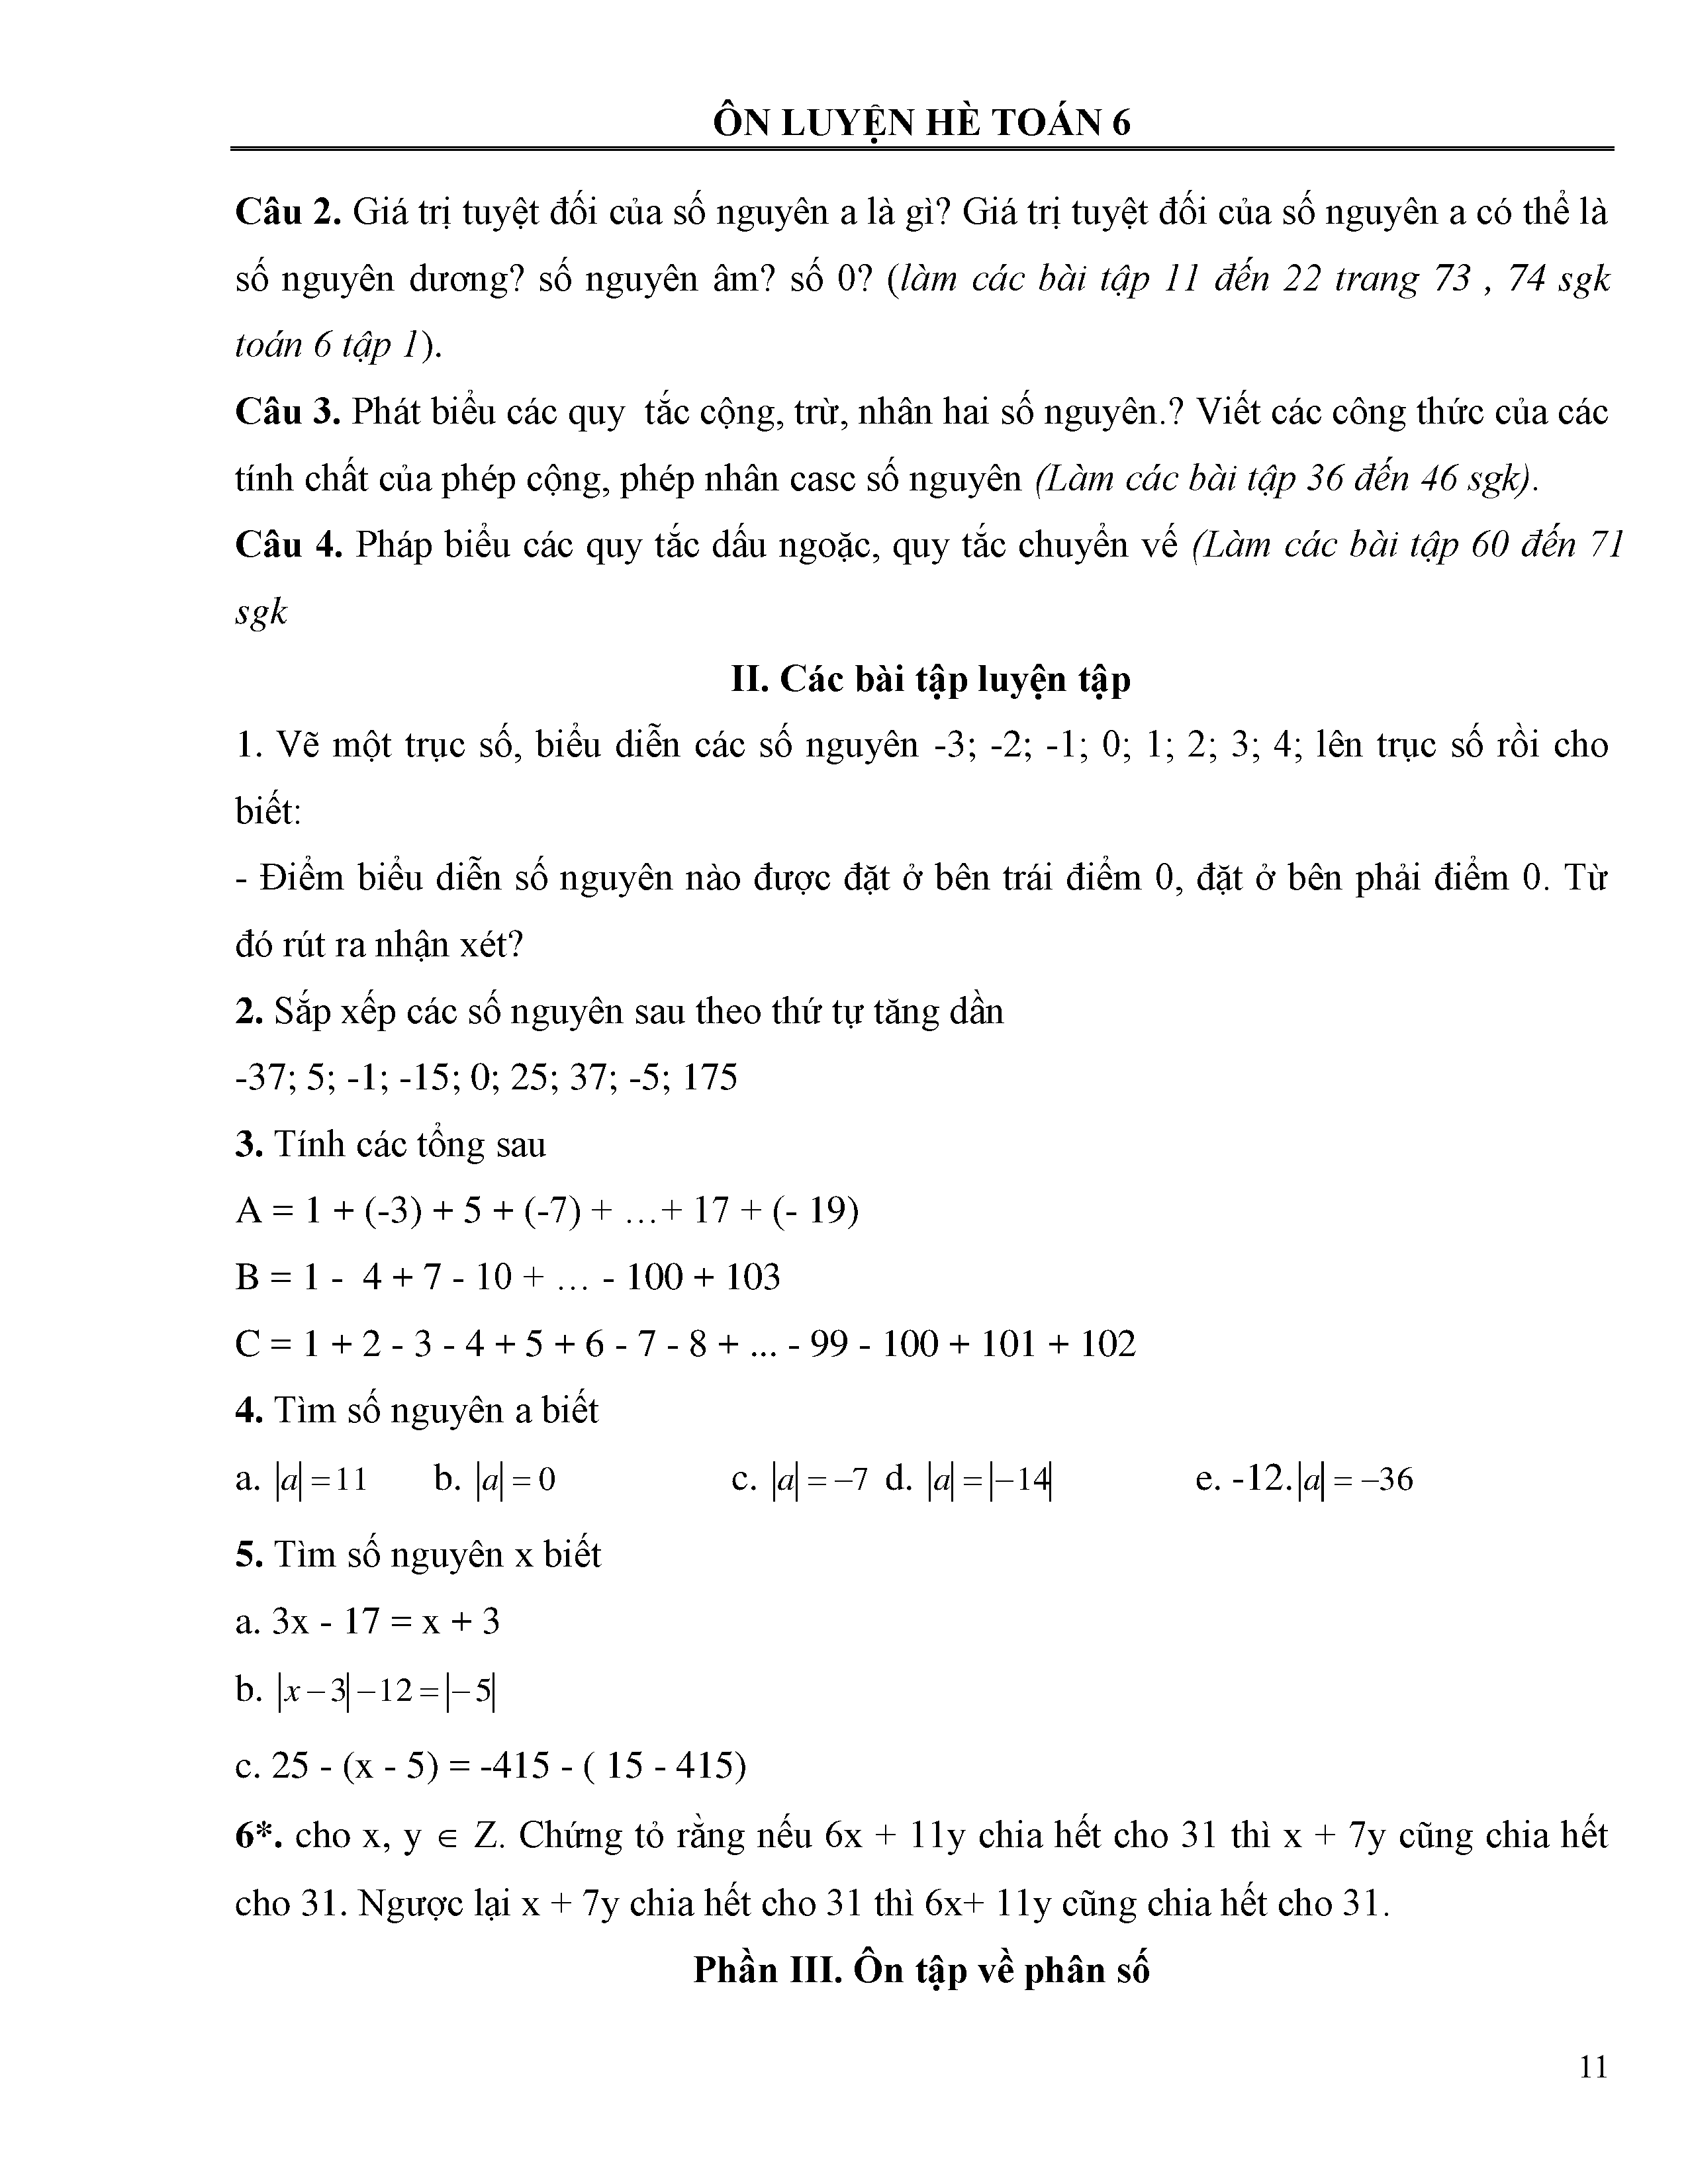 ÔN LUYỆN HÈ TOÁN 6
Câu 2. Giá trị tuyệt đối của số nguyên a là gì? Giá trị tuyệt đối của số nguyên a có thể là
số nguyên dương? số nguyên âm? số 0? (làm các bài tập 11 đến 22 trang 73 , 74 sgk
toán 6 tập 1).
Câu 3. Phát biểu các quy tắc cộng, trừ, nhân hai số nguyên.? Viết các công thức của các
tính chất của phép cộng, phép nhân casc số nguyên (Làm các bài tập 36 đến 46 sgk).
Câu 4. Pháp biểu các quy tắc dấu ngoặc, quy tắc chuyển vế (Làm các bài tập 60 đến 71
sgk
II. Các bài tập luyện tập
1. Vẽ một trục số, biểu diễn các số nguyên -3; -2; -1; 0; 1; 2; 3; 4; lên trục số rồi cho
biết:
- Điểm biểu diễn số nguyên nào được đặt ở bên trái điểm 0, đặt ở bên phải điểm 0. Từ
đó rút ra nhận xét?
2. Sắp xếp các số nguyên sau theo thứ tự tăng dần
-37; 5; -1; -15; 0; 25; 37; -5; 175
3. Tính các tổng sau
A = 1 + (-3) + 5 + (-7) + …+ 17 + (- 19)
B = 1 - 4 + 7 - 10 + … - 100 + 103
C = 1 + 2 - 3 - 4 + 5 + 6 - 7 - 8 + ... - 99 - 100 + 101 + 102
4. Tìm số nguyên a biết
a. |a| = 11 b. |a| = 0 c. |a| = −7 d. |a| = |−14| e. -12.|a| = −36
5. Tìm số nguyên x biết
a. 3x - 17 = x + 3
b. |x − 3| − 12 = |− 5|
c. 25 - (x - 5) = -415 - ( 15 - 415)
6*. cho x, y ∈ Z. Chứng tỏ rằng nếu 6x + 11y chia hết cho 31 thì x + 7y cũng chia hết
cho 31. Ngược lại x + 7y chia hết cho 31 thì 6x+ 11y cũng chia hết cho 31.
Phần III. Ôn tập về phân số
11